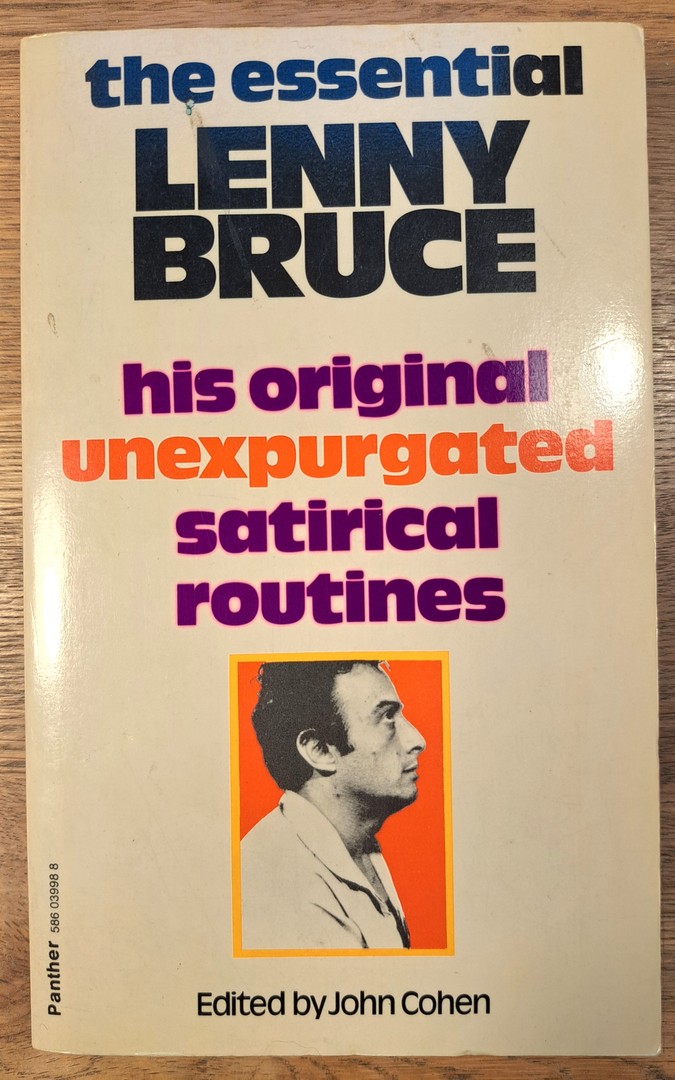 the essential
LENNY
BRUCE
his original
unexpurgated
satirical
routines
Panther 586 03998 8
Edited by John Cohen